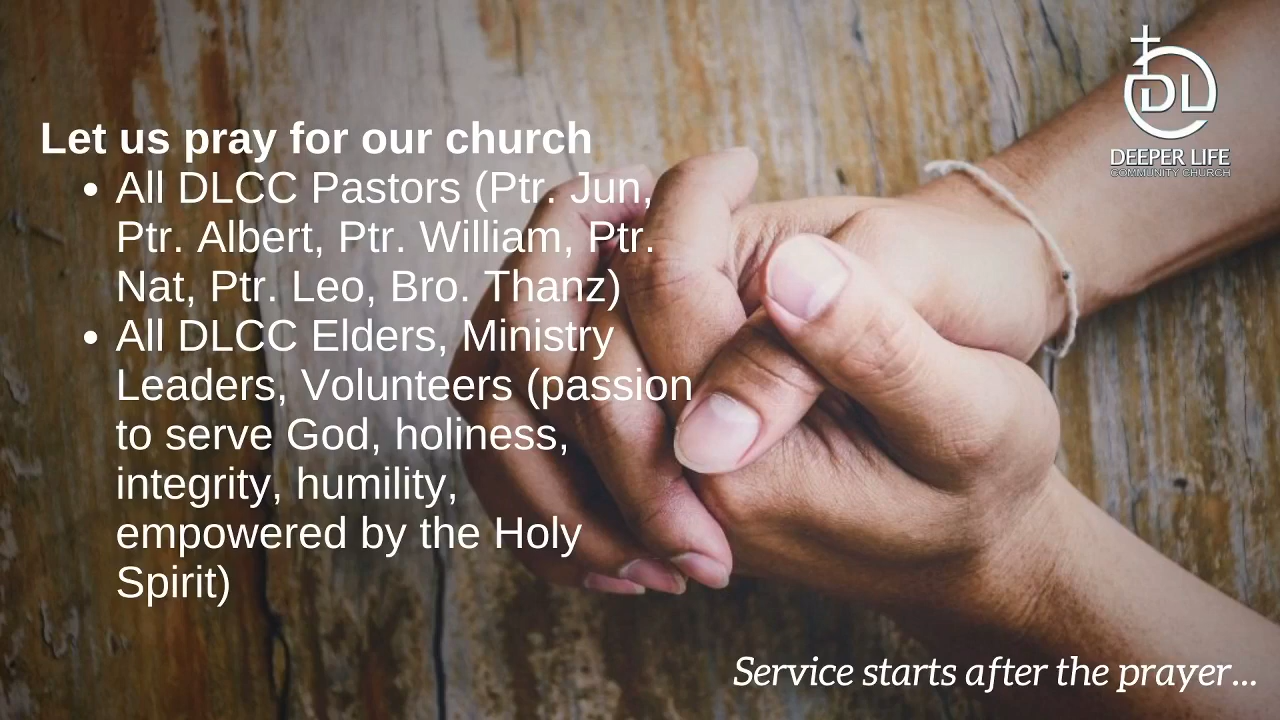 DL
DEEPER LIFE
COMMUNITY CHURCH
Let us pray for our church
• All DLCC Pastors (Ptr. Jun,
Ptr. Albert, Ptr. William, Ptr.
Nat, Ptr. Leo, Bro. Thanz)
• All DLCC Elders, Ministry
Leaders, Volunteers (passion
to serve God, holiness,
integrity, humility,
empowered by the Holy
Spirit)
Service starts after the prayer...